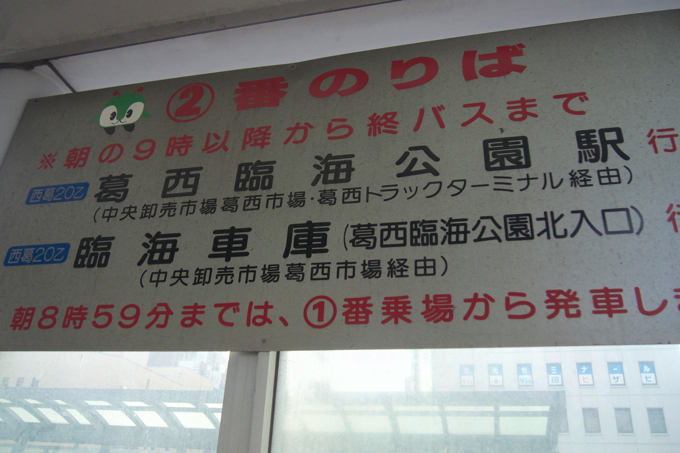 ②番のりば
※朝の9時以降から終バスまで
西葛20乙 葛西臨海公園駅 行
(中央卸売市場葛西市場・葛西トラックターミナル経由)
西葛20乙 臨海車庫(葛西臨海公園北入口) 行
(中央卸売市場葛西市場経由)
朝8時59分までは、①番乗場から発車しま